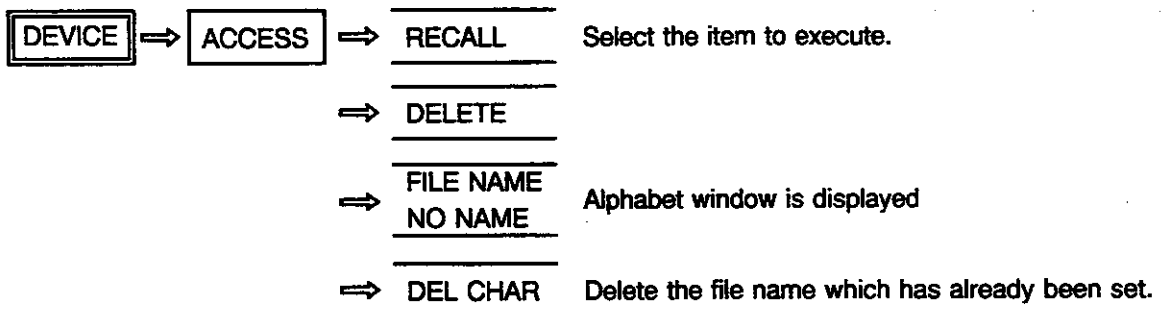 DEVICE ⇒ ACCESS ⇒ RECALL Select the item to execute.
⇒ DELETE
⇒ FILE NAME
NO NAME Alphabet window is displayed
⇒ DEL CHAR Delete the file name which has already been set.